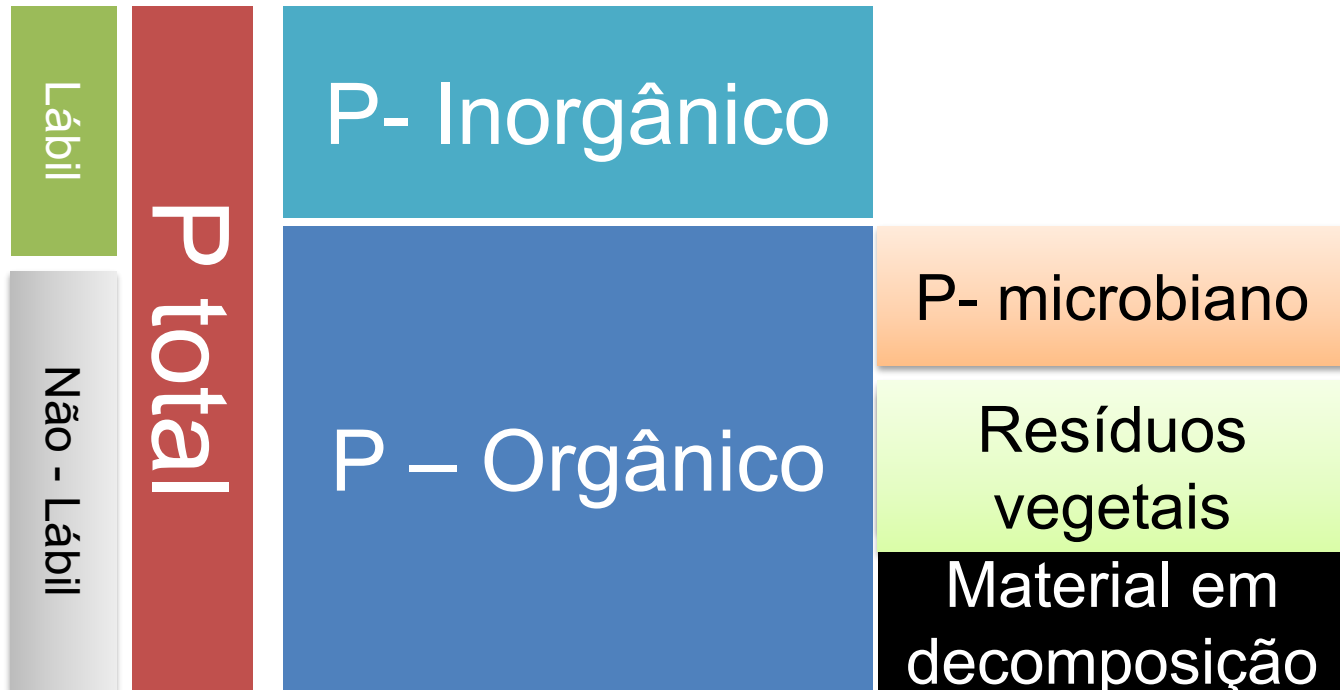 Lábil
Não - Lábil
P total
P- Inorgânico
P – Orgânico
P- microbiano
Resíduos
vegetais
Material em
decomposição